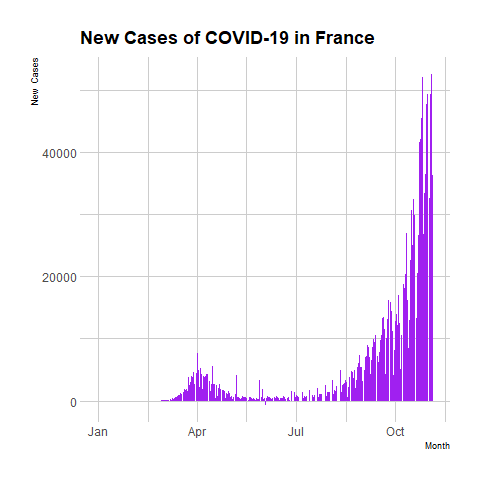 New Cases of COVID-19 in France
New Cases
40000
20000
0
Jan Apr Jul Oct
Month